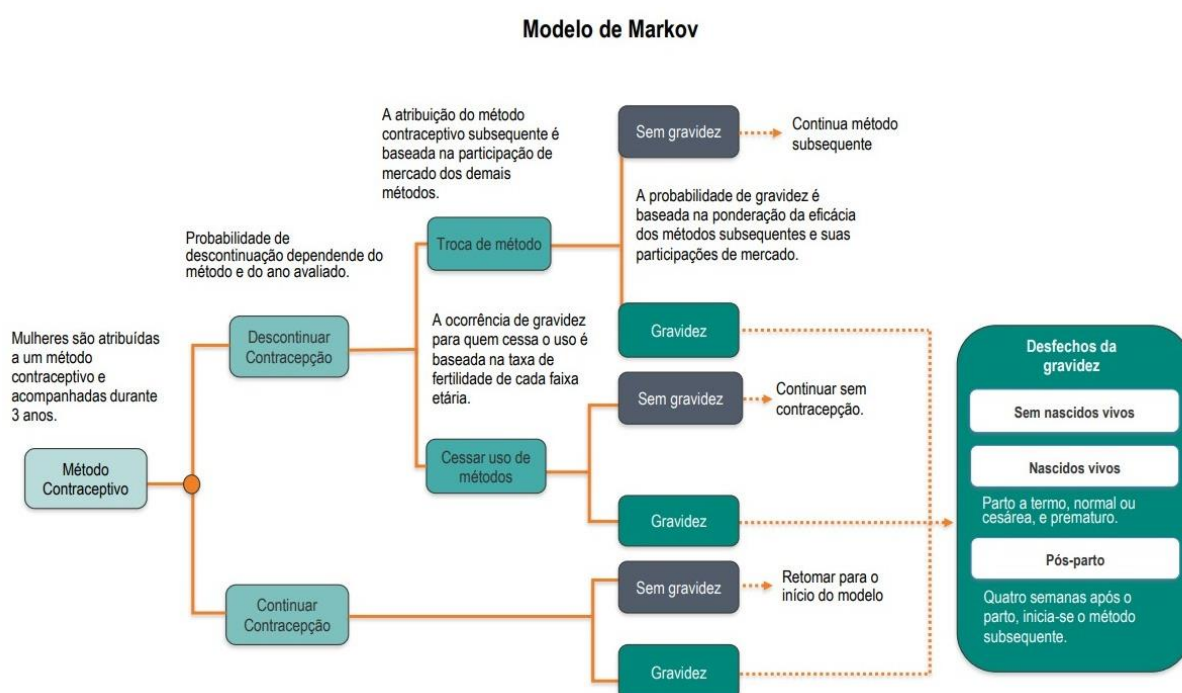 Modelo de Markov
A atribuição do método
contraceptivo subsequente é
baseada na participação de
mercado dos demais
métodos.
Sem gravidez
Continua método
subsequente
A probabilidade de gravidez é
baseada na ponderação da eficácia
dos métodos subsequentes e suas
participações de mercado.
Probabilidade de
descontinuação dependende do
método e do ano avaliado.
Troca de método
Mulheres são atribuídas
a um método
contraceptivo e
acompanhadas durante
3 anos.
Descontinuar
Contracepção
A ocorrência de gravidez
para quem cessa o uso é
baseada na taxa de
fertilidade de cada faixa
etária.
Gravidez
Sem gravidez
Continuar sem
contracepção.
Método
Contraceptivo
Cessar uso de
métodos
Gravidez
Continuar
Contracepção
Sem gravidez
Retomar para o
início do modelo
Gravidez
Desfechos da
gravidez
Sem nascidos vivos
Nascidos vivos
Parto a termo, normal ou
cesárea, e prematuro.
Pós-parto
Quatro semanas após o
parto, inicia-se o método
subsequente.